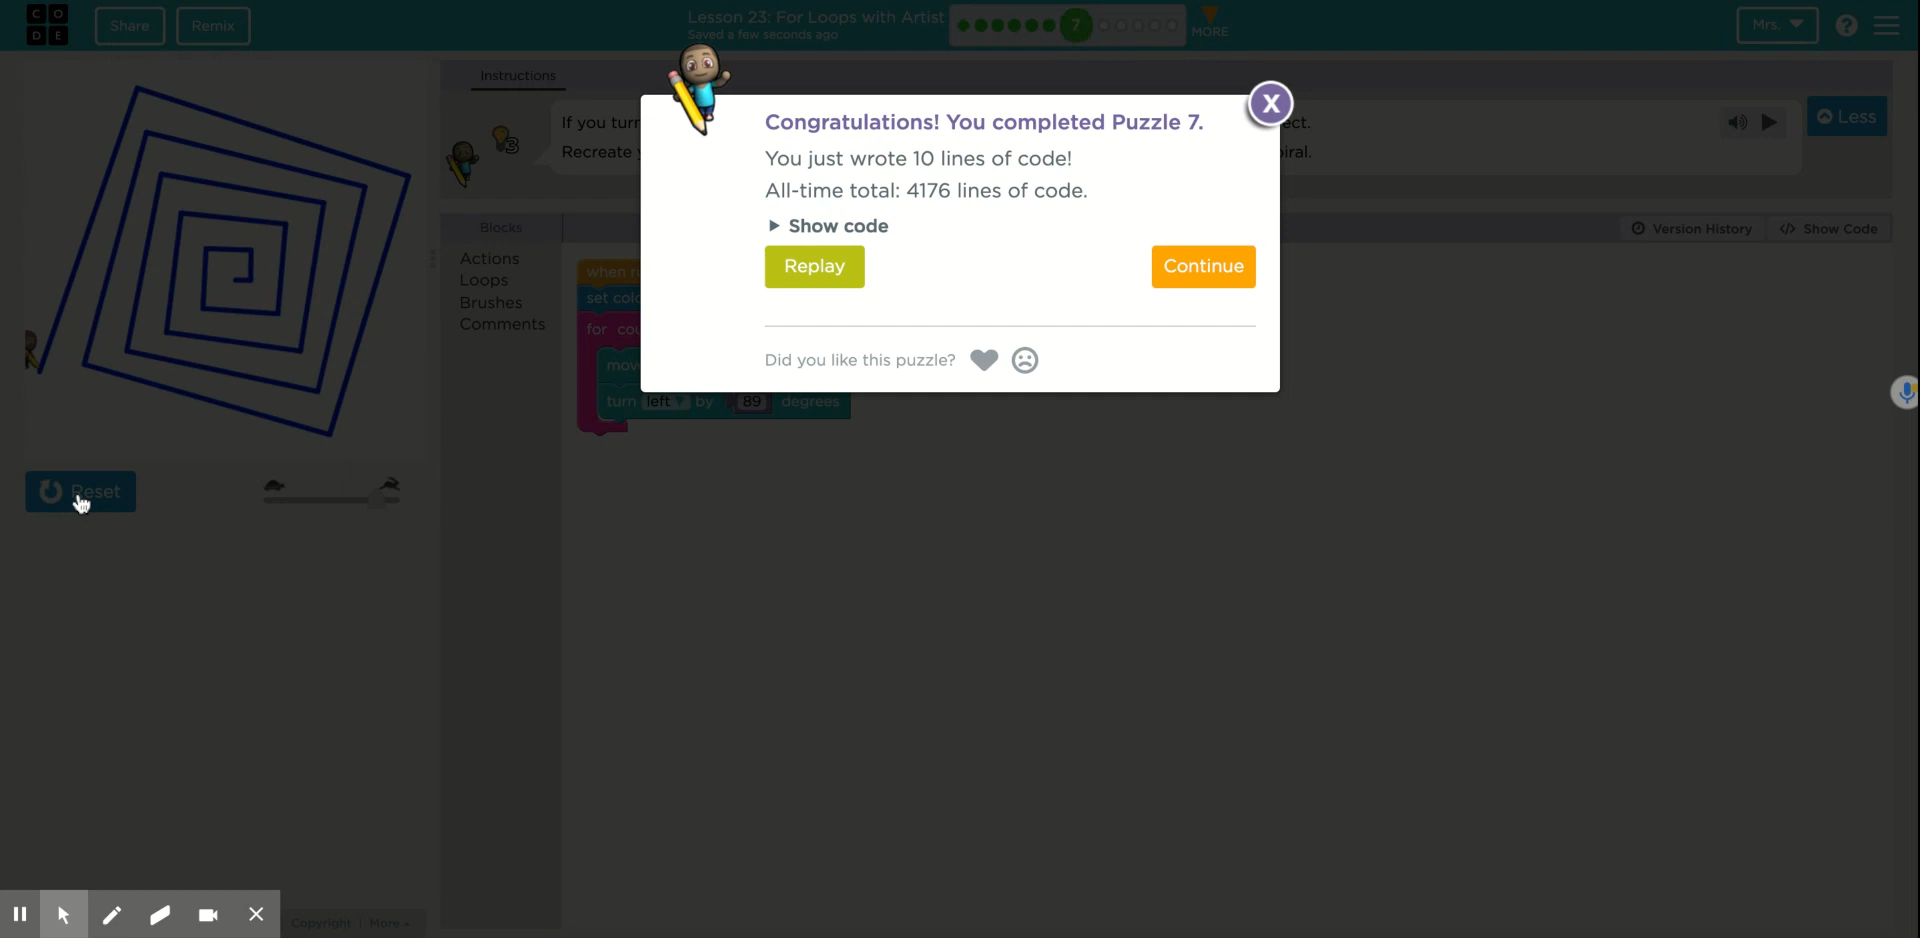 C O
D E
Share
Remix
Lesson 23: For Loops with Artist
Saved a few seconds ago
7
MORE
Mrs.
?
Instructions
If you turn
Recreate
3
Less
Congratulations! You completed Puzzle 7.
X
You just wrote 10 lines of code!
All-time total: 4176 lines of code.
Show code
Replay
Continue
Did you like this puzzle?
Blocks
Version History
Show Code
Actions
Loops
Brushes
Comments
when
set
for
turn left by 89 degrees
Reset
Copyright | More